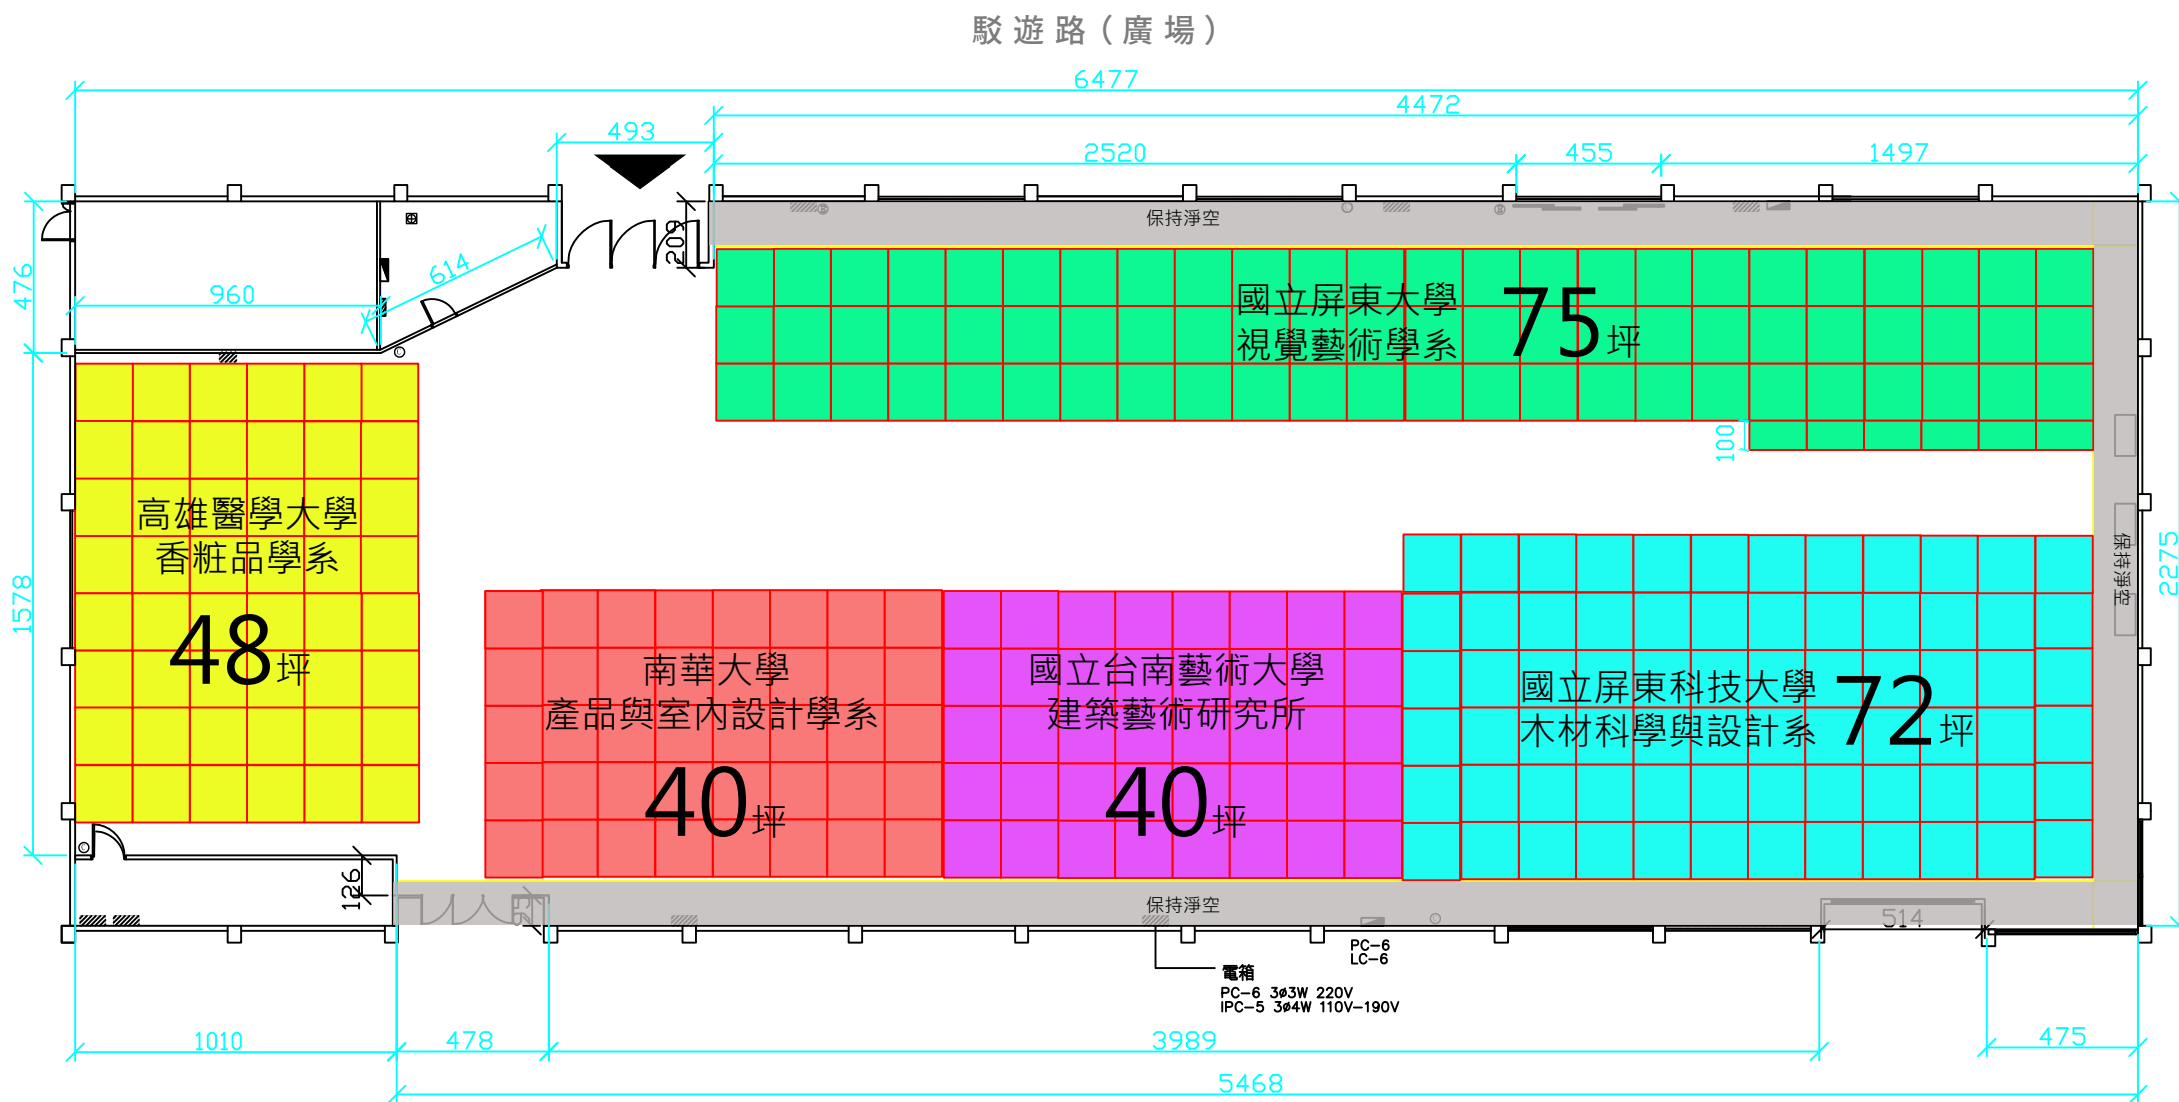 駁遊路(廣場)
6477
4472
493
2520
455
1497
209
保持淨空
476
614
960
國立屏東大學
視覺藝術學系
75坪
100
高雄醫學大學
香粧品學系
48坪
1578
2275
保持淨空
南華大學
產品與室內設計學系
40坪
國立台南藝術大學
建築藝術研究所
40坪
國立屏東科技大學
木材科學與設計系
72坪
126
保持淨空
514
PC-6
LC-6
電箱
PC-6 3ø3W 220V
IPC-5 3ø4W 110V-190V
1010
478
3989
475
5468